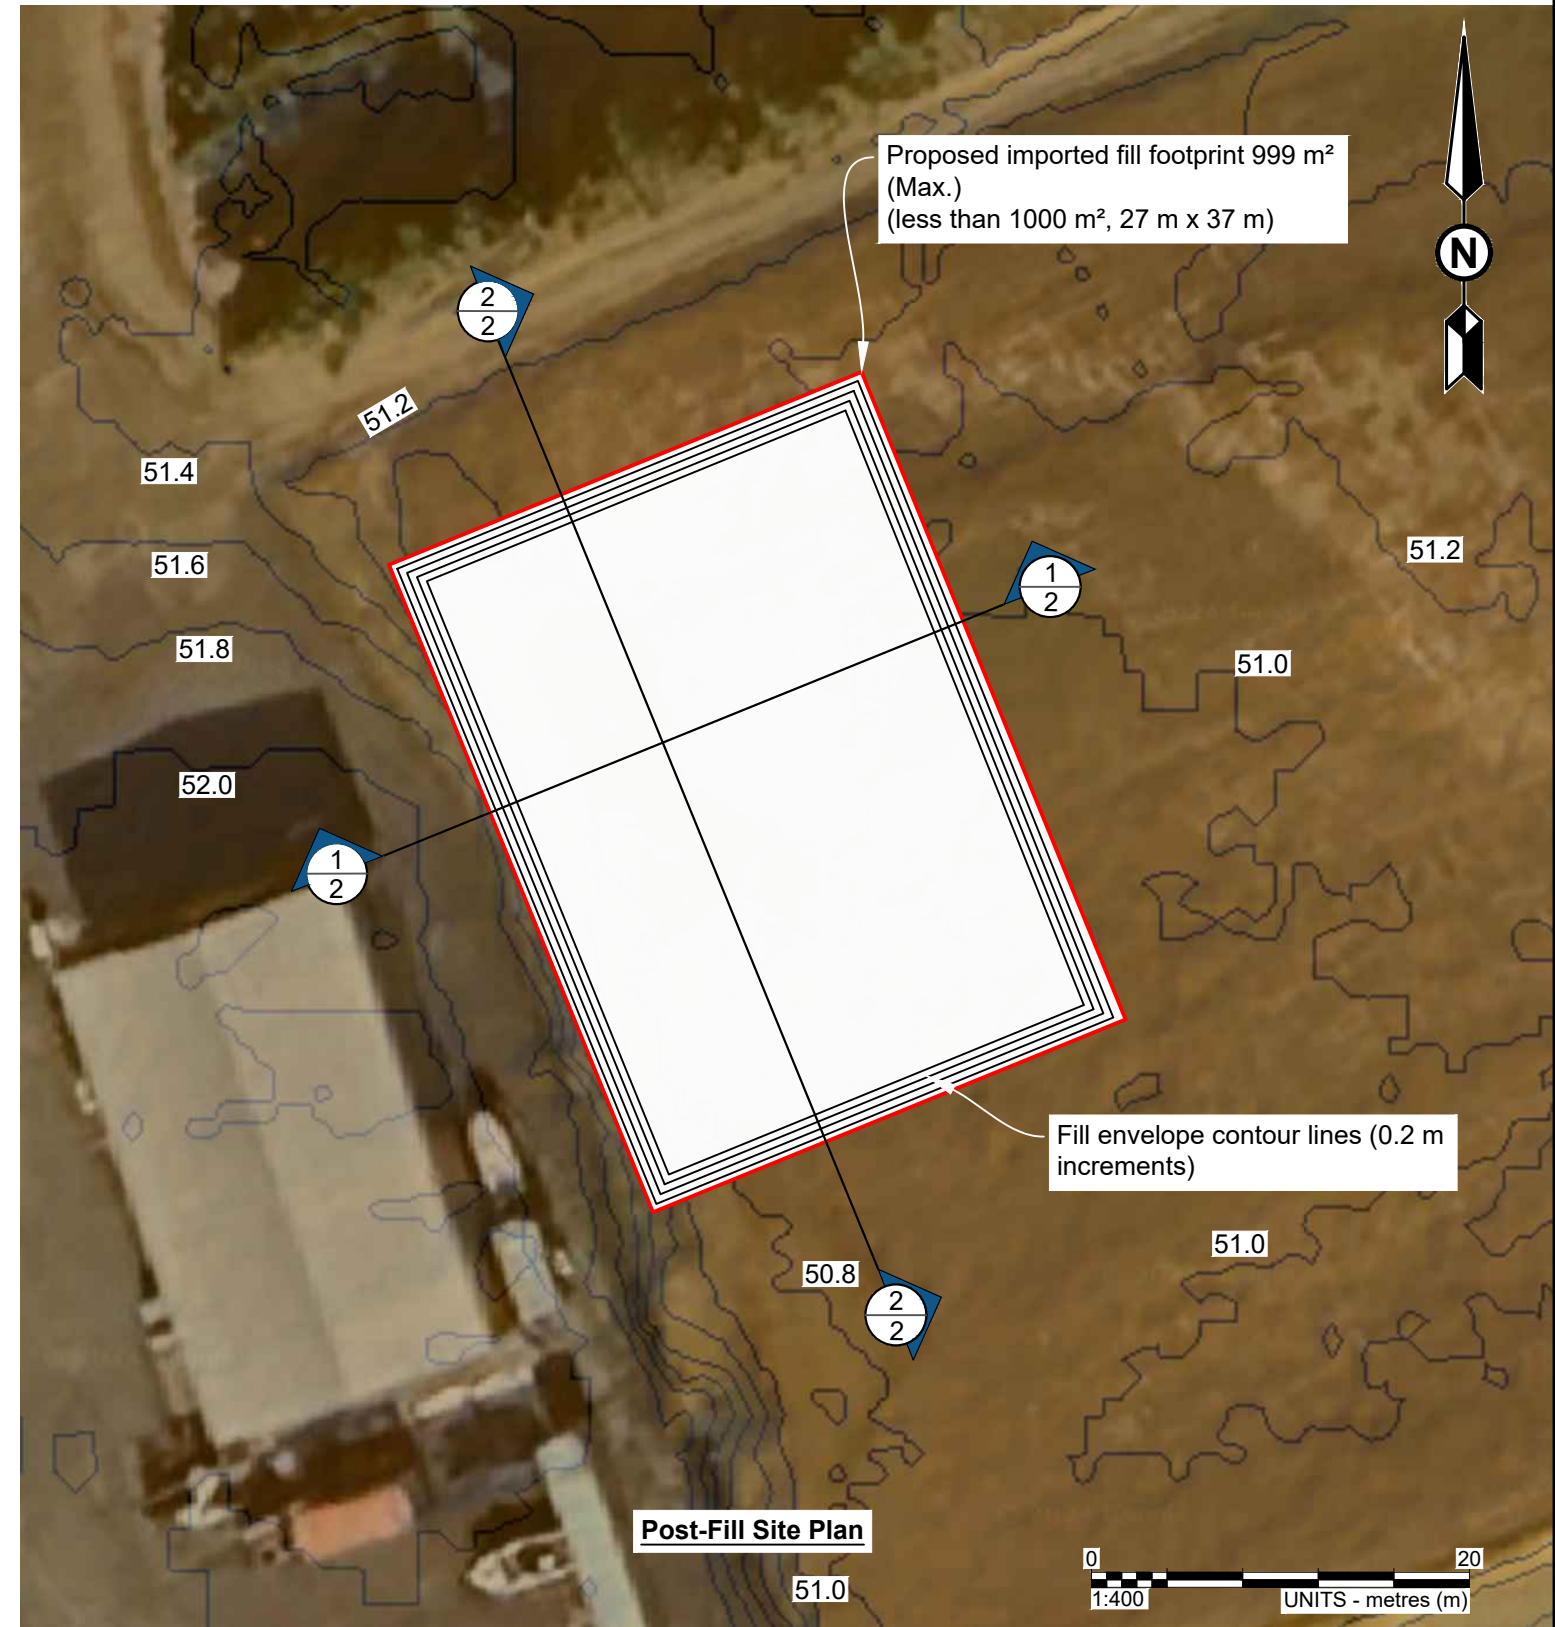 Proposed imported fill footprint 999 m²
(Max.)
(less than 1000 m², 27 m x 37 m)
N
2
2
51.2
51.4
51.2
51.6
1
2
51.8
51.0
52.0
1
2
Fill envelope contour lines (0.2 m
increments)
51.0
50.8
2
2
Post-Fill Site Plan
0 20
51.0
1:400 UNITS - metres (m)